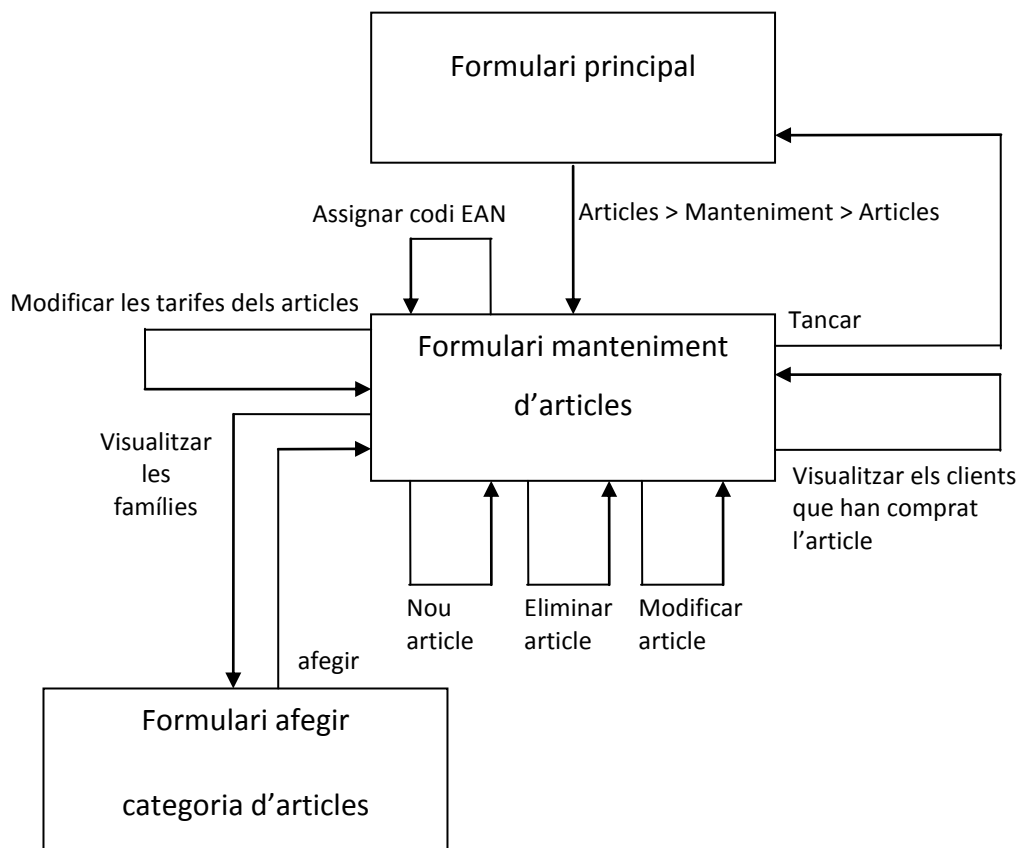 Formulari principal
Assignar codi EAN
Articles > Manteniment > Articles
Modificar les tarifes dels articles
Tancar
Formulari manteniment
d’articles
Visualitzar
les
famílies
Visualitzar els clients
que han comprat
l’article
Nou
article
Eliminar
article
Modificar
article
afegir
Formulari afegir
categoria d’articles